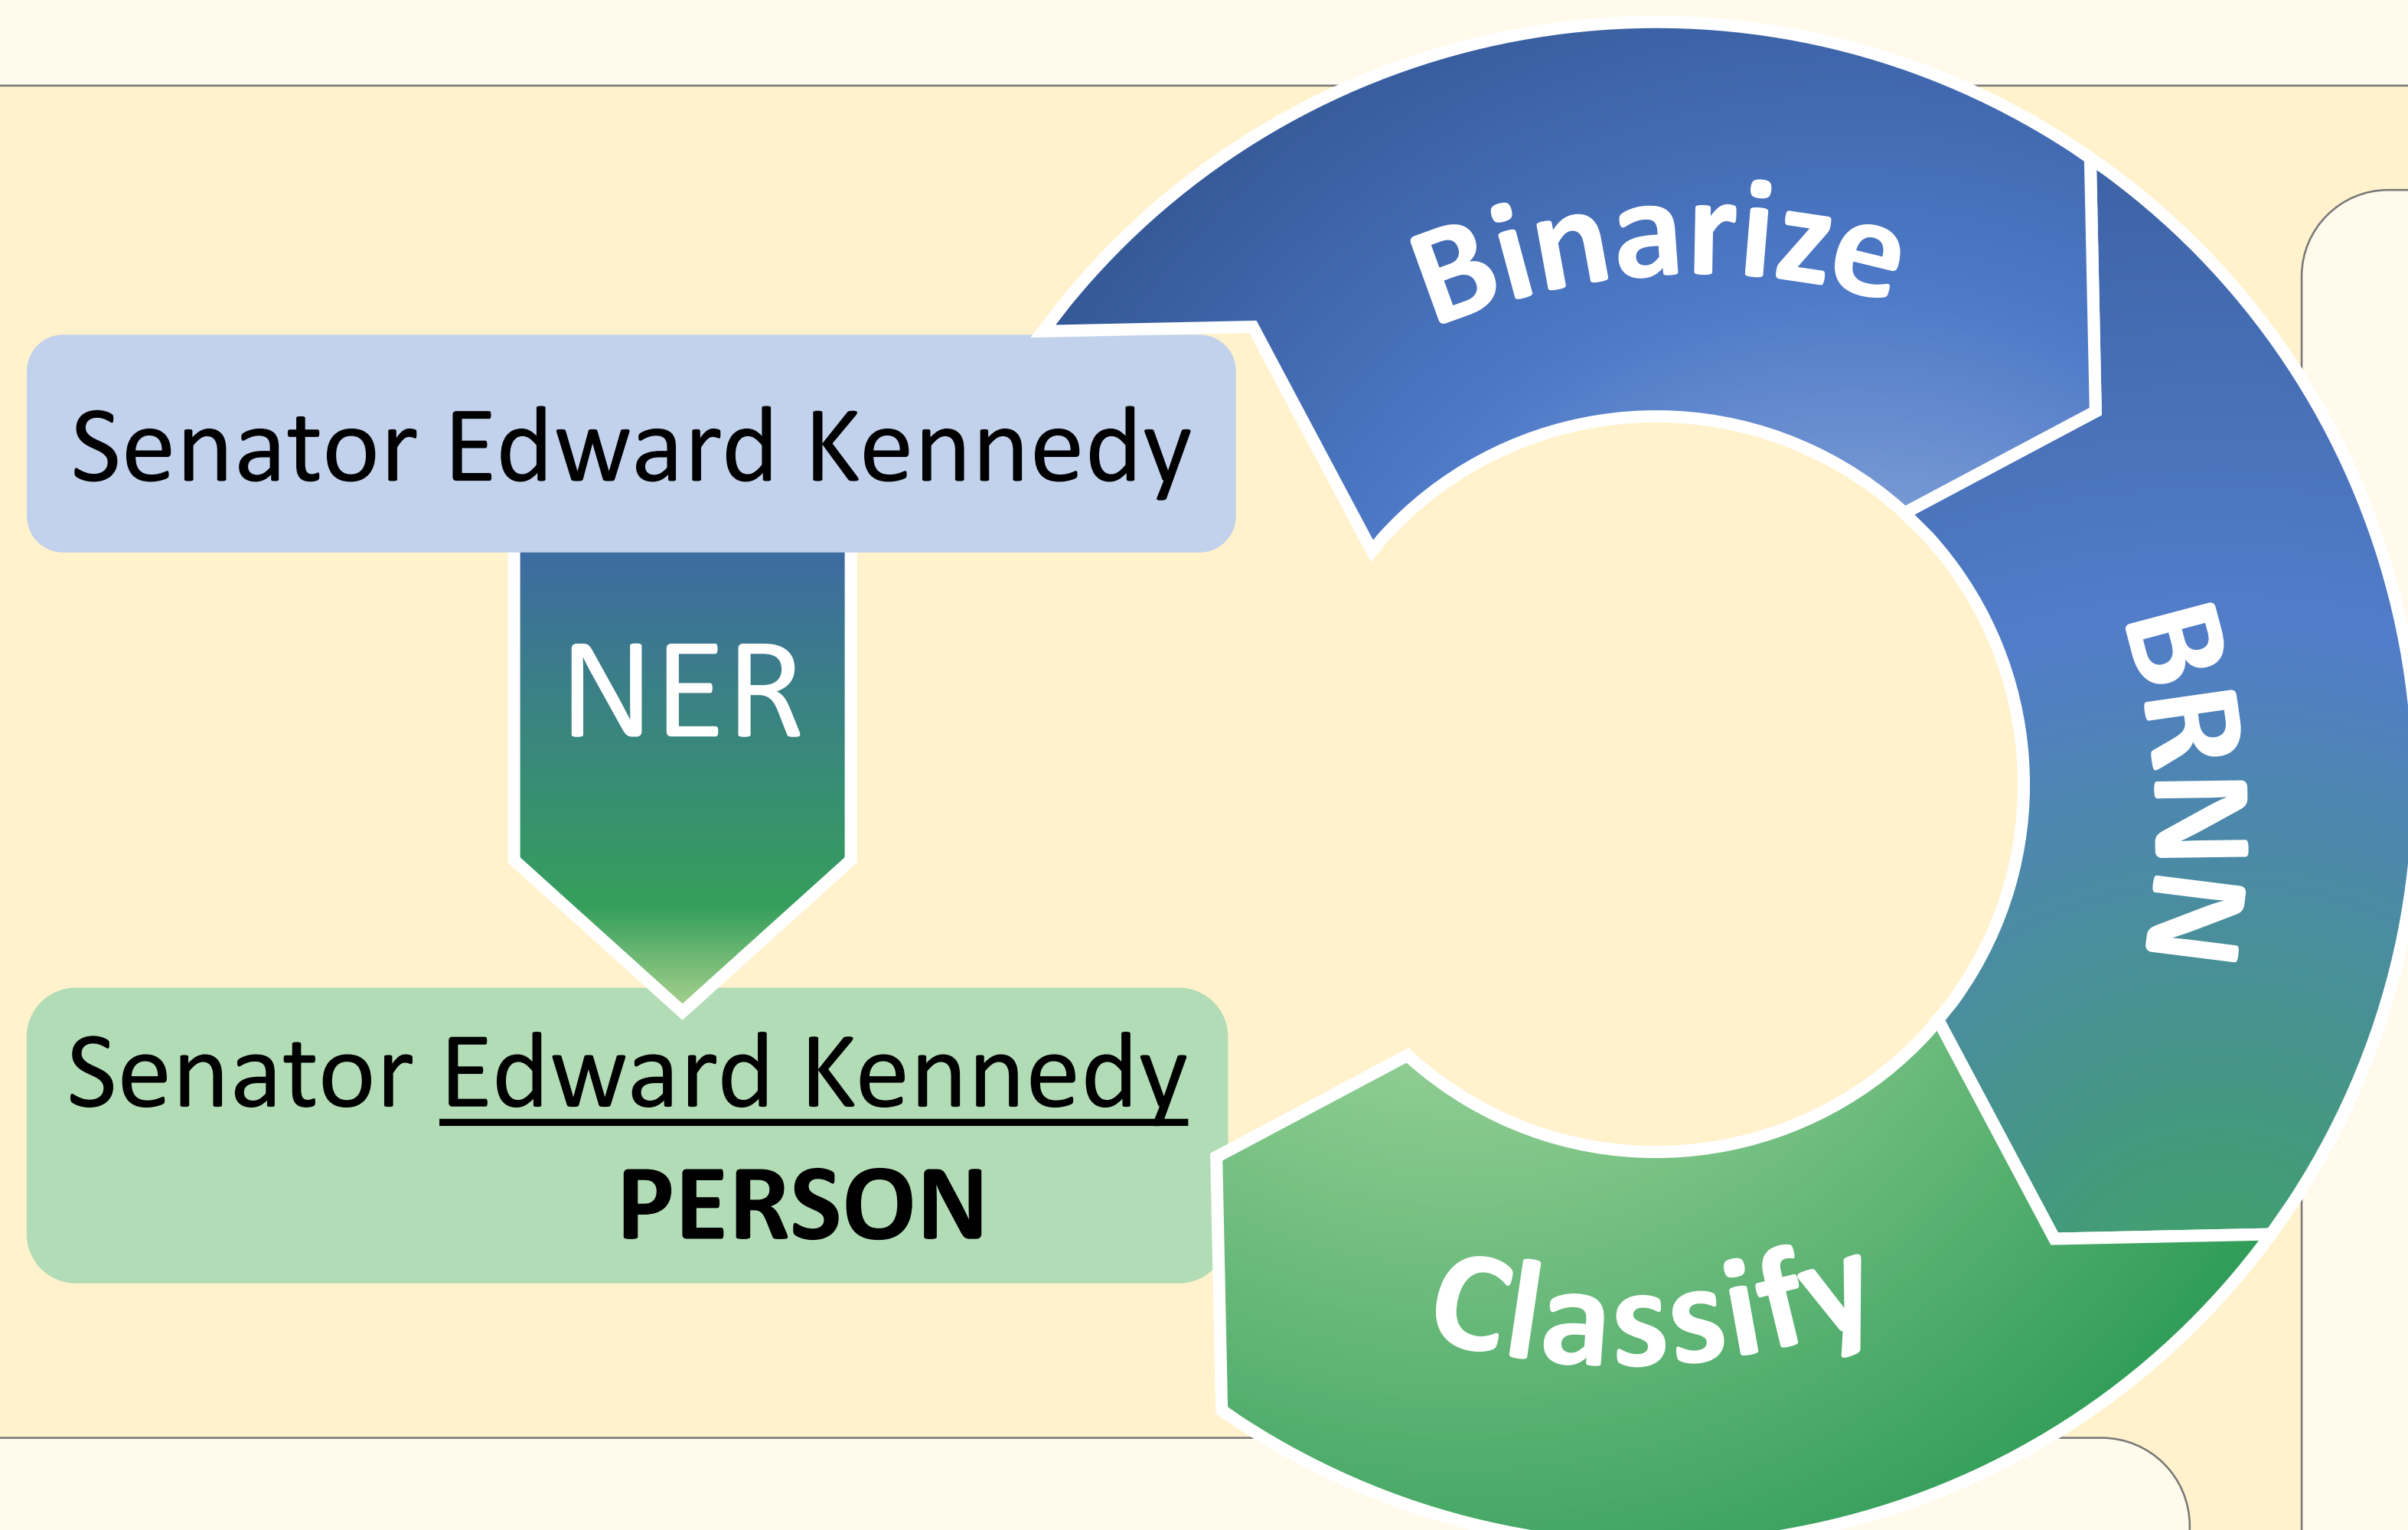 Binarize
Senator Edward Kennedy
NER
BRNN
Senator Edward Kennedy
PERSON
Classify